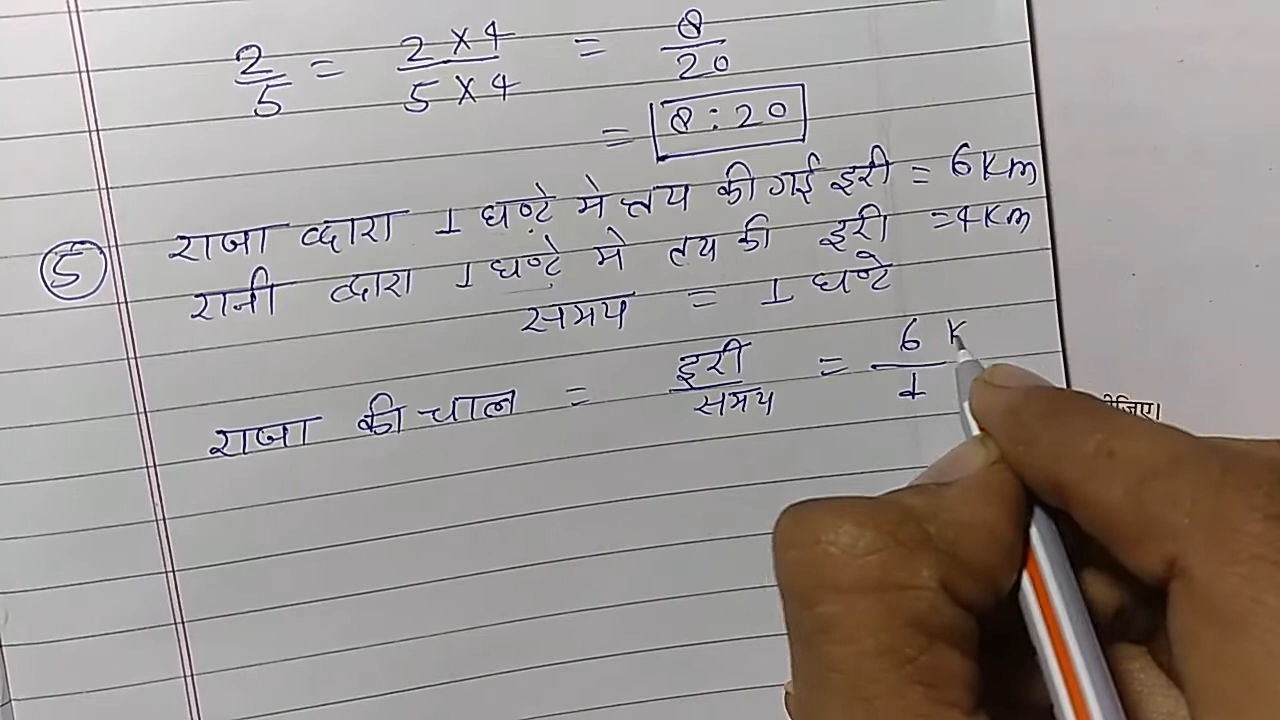 2/5 = 2×4/5×4 = 8/20
= 8:20
5 राजा द्वारा 1 घण्टे मे तय की गई दूरी = 6 Km
रानी द्वारा 1 घण्टे मे तय की दूरी = 4 Km
समय = 1 घण्टे
राजा की चाल = दूरी/समय = 6 K/1
जिए।